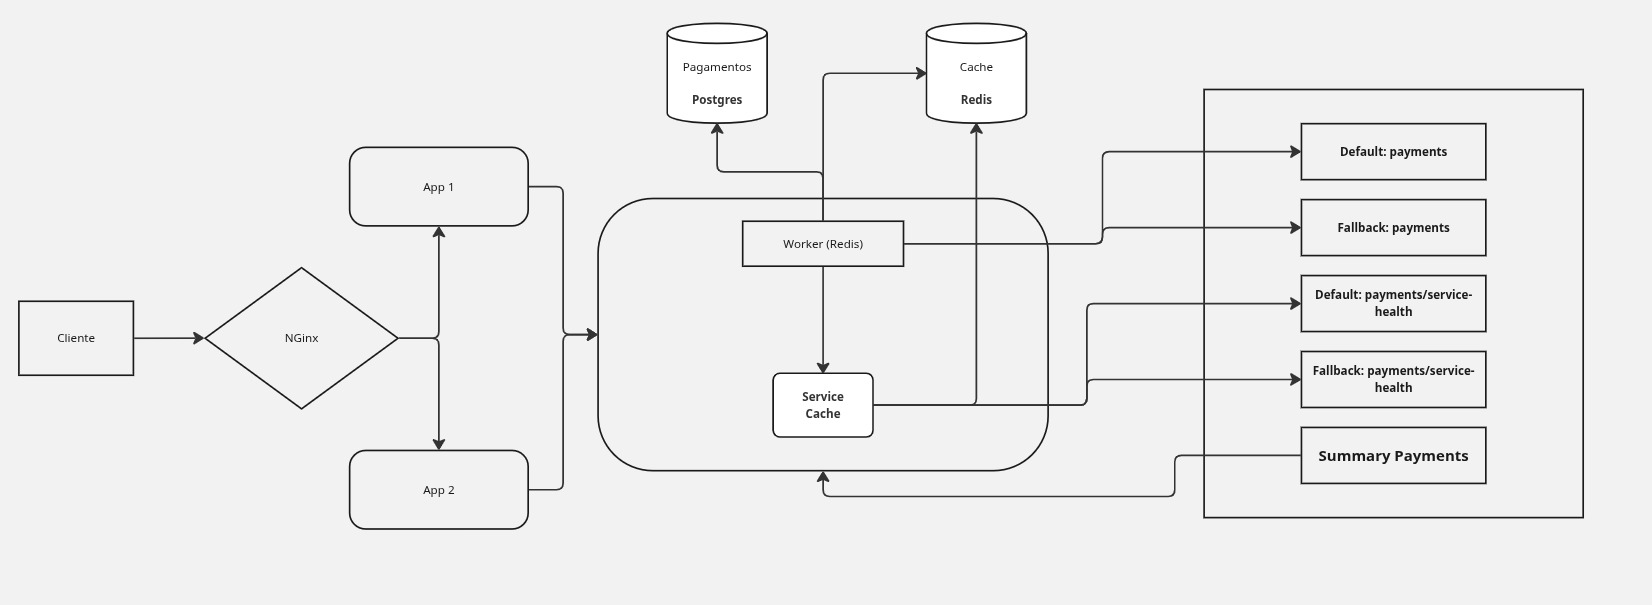 Cliente
NGinx
App 1
App 2
Pagamentos
Postgres
Cache
Redis
Worker (Redis)
Service
Cache
Default: payments
Fallback: payments
Default: payments/service-
health
Fallback: payments/service-
health
Summary Payments